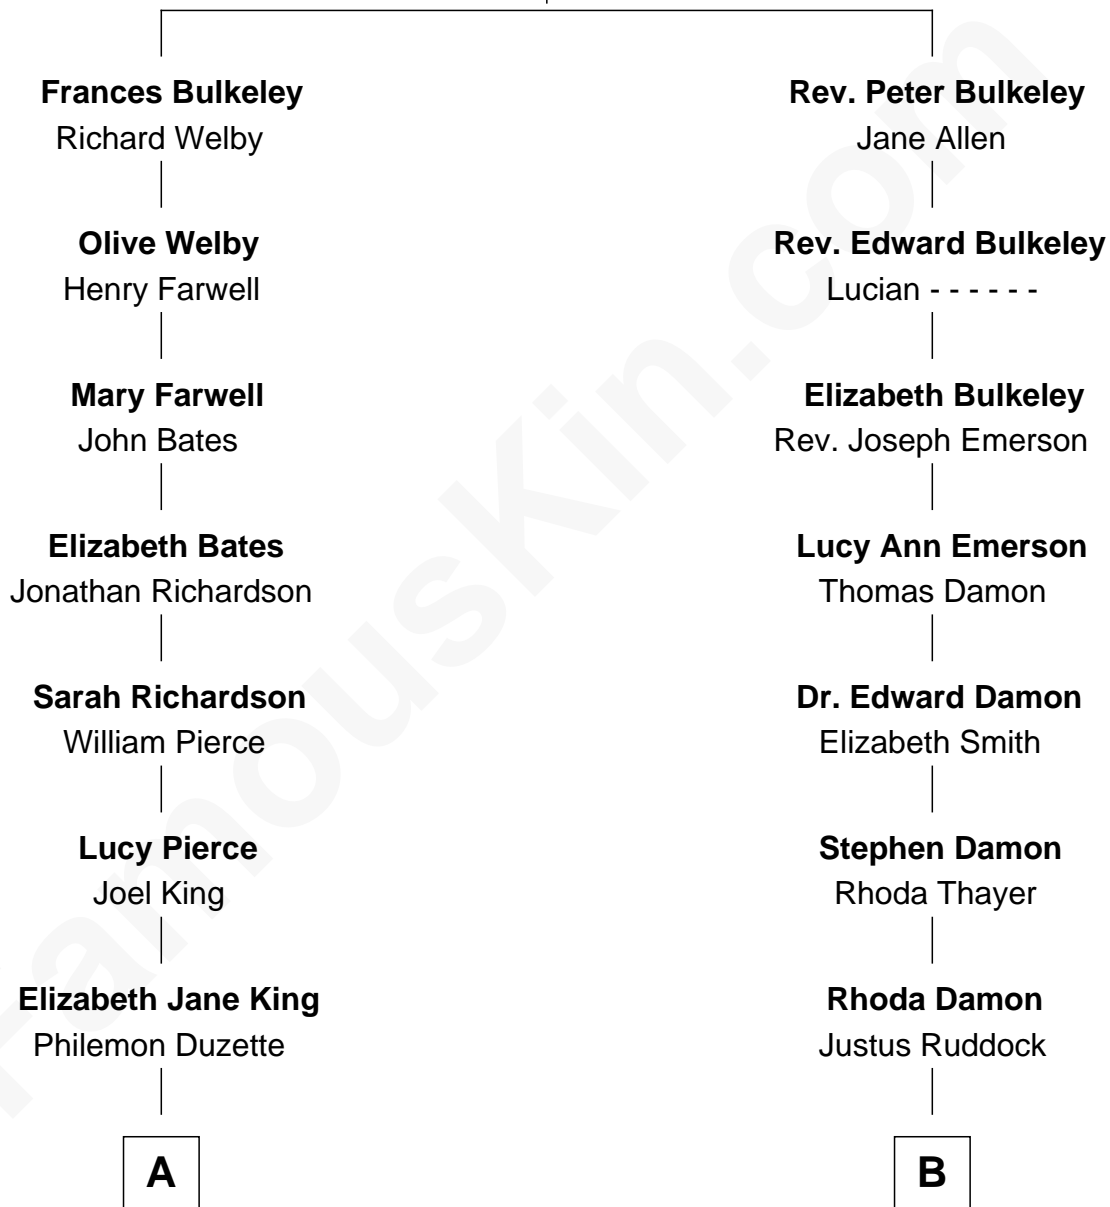 Frances Bulkeley
Richard Welby
Olive Welby
Henry Farwell
Mary Farwell
John Bates
Elizabeth Bates
Jonathan Richardson
Sarah Richardson
William Pierce
Lucy Pierce
Joel King
Elizabeth Jane King
Philemon Duzette
A
Rev. Peter Bulkeley
Jane Allen
Rev. Edward Bulkeley
Lucian - - - - - -
Elizabeth Bulkeley
Rev. Joseph Emerson
Lucy Ann Emerson
Thomas Damon
Dr. Edward Damon
Elizabeth Smith
Stephen Damon
Rhoda Thayer
Rhoda Damon
Justus Ruddock
B
FamousKin.com